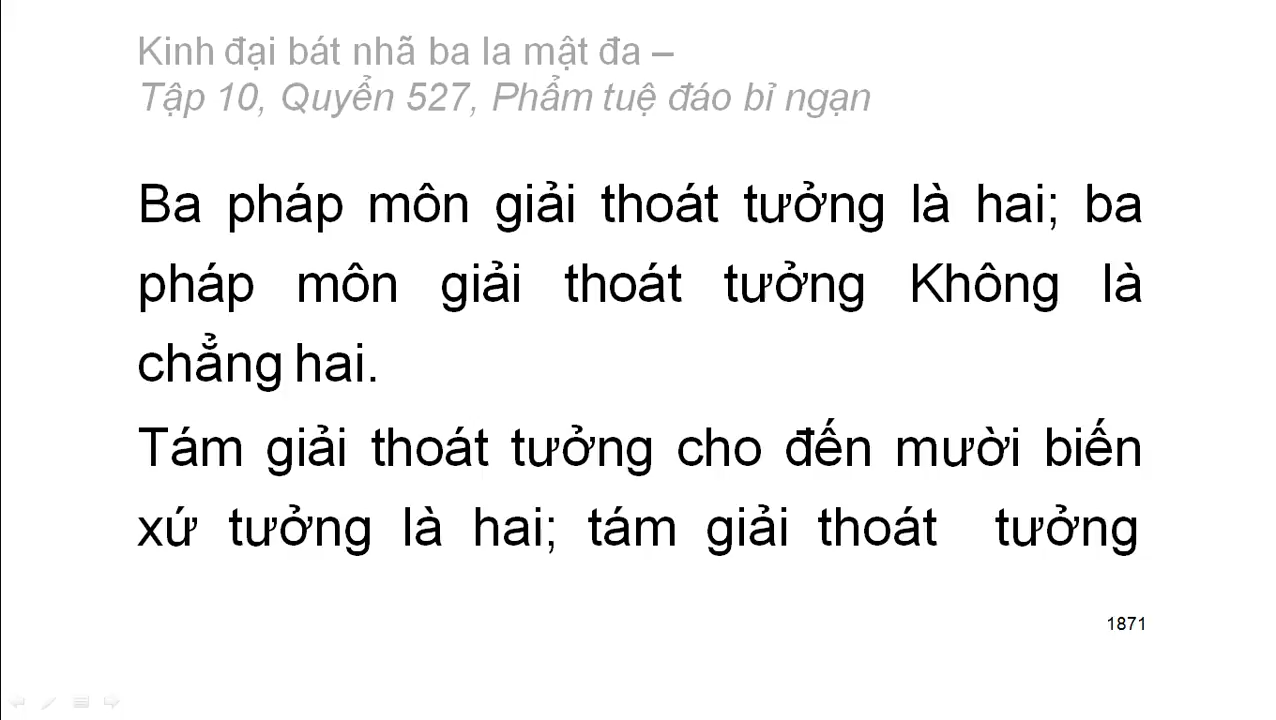 Kinh đại bát nhã ba la mật đa –
Tập 10, Quyển 527, Phẩm tuệ đáo bỉ ngạn
Ba pháp môn giải thoát tưởng là hai; ba
pháp môn giải thoát tưởng Không là
chẳng hai.
Tám giải thoát tưởng cho đến mười biến
xứ tưởng là hai; tám giải thoát tưởng
1871